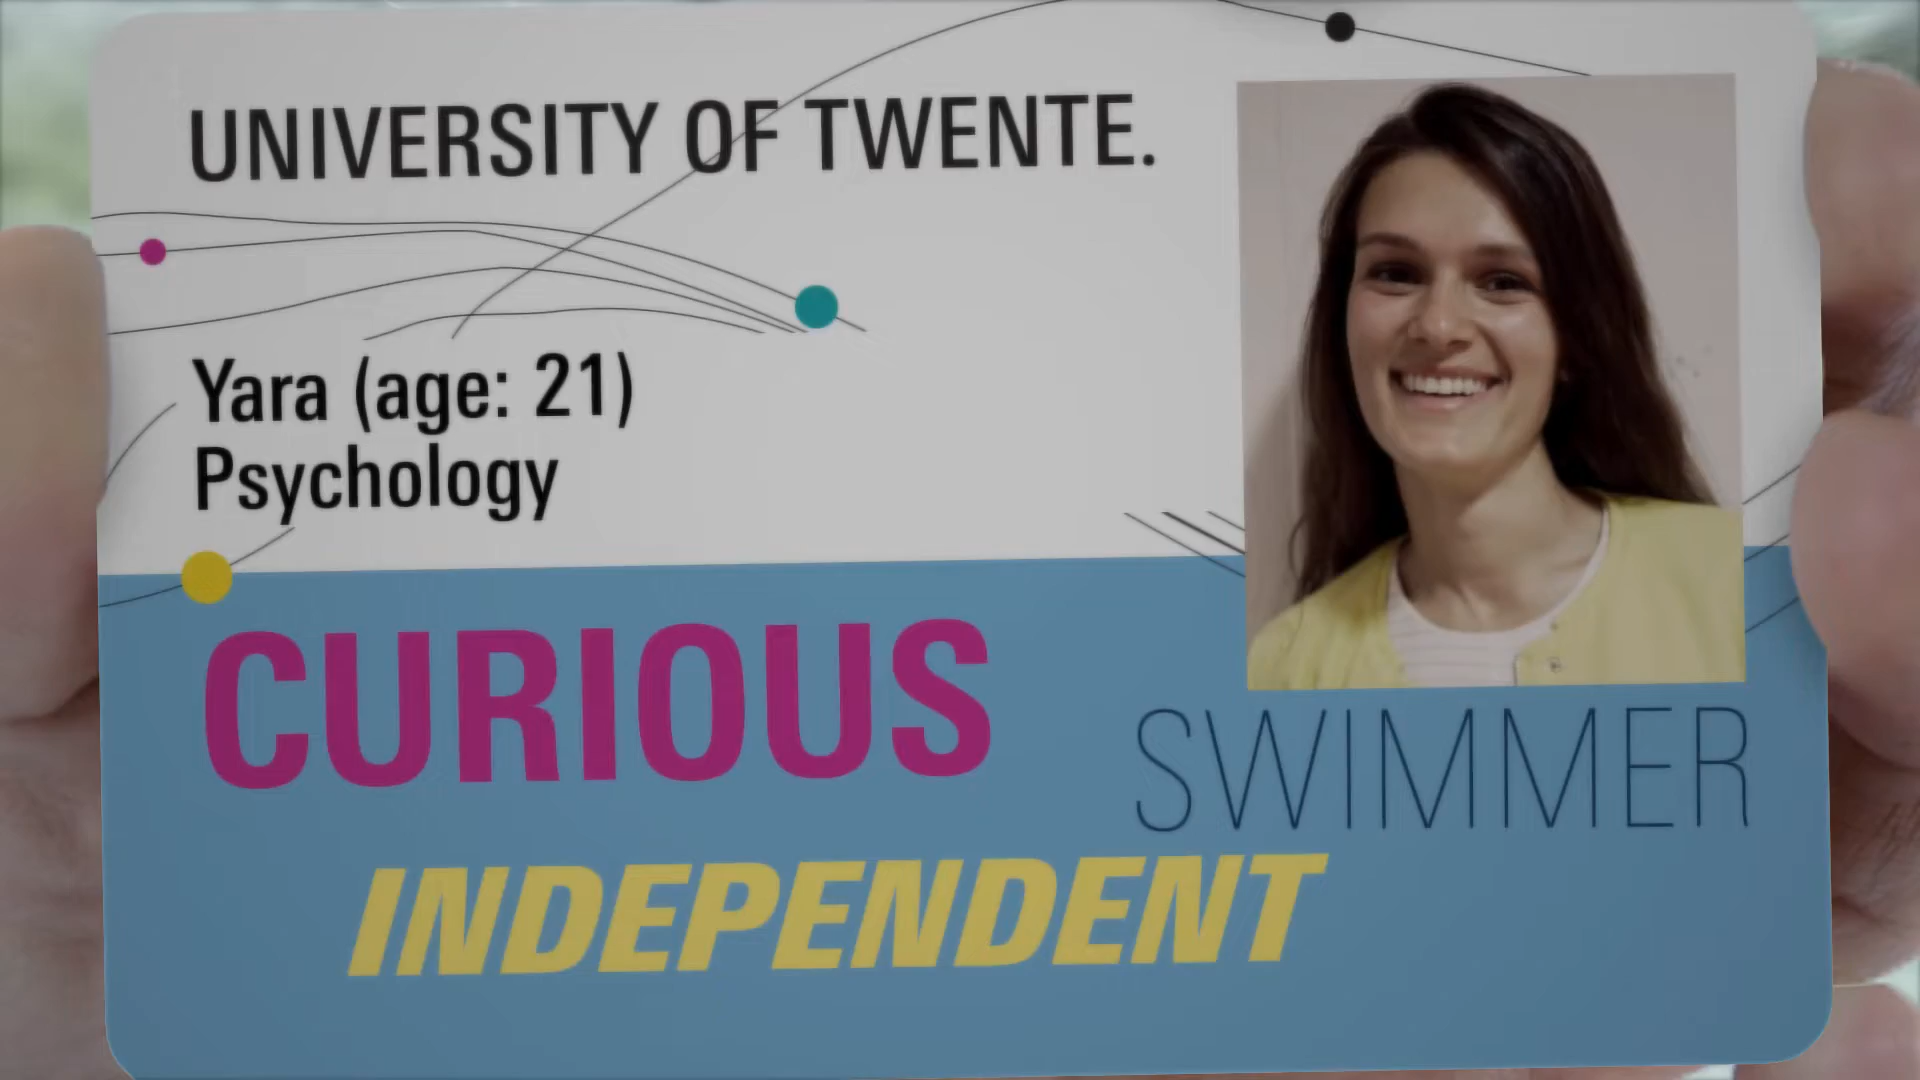 UNIVERSITY OF TWENTE.
Yara (age: 21)
Psychology
CURIOUS
SWIMMER
INDEPENDENT